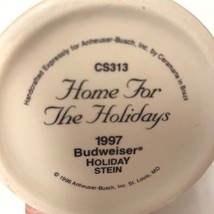 Handcrafted Expressly for Anheuser-Busch, Inc. by Ceramarte in Brazil
CS313
Home For
The Holidays
1997
Budweiser®
HOLIDAY
STEIN
© 1996 Anheuser-Busch, Inc. St. Louis, MO